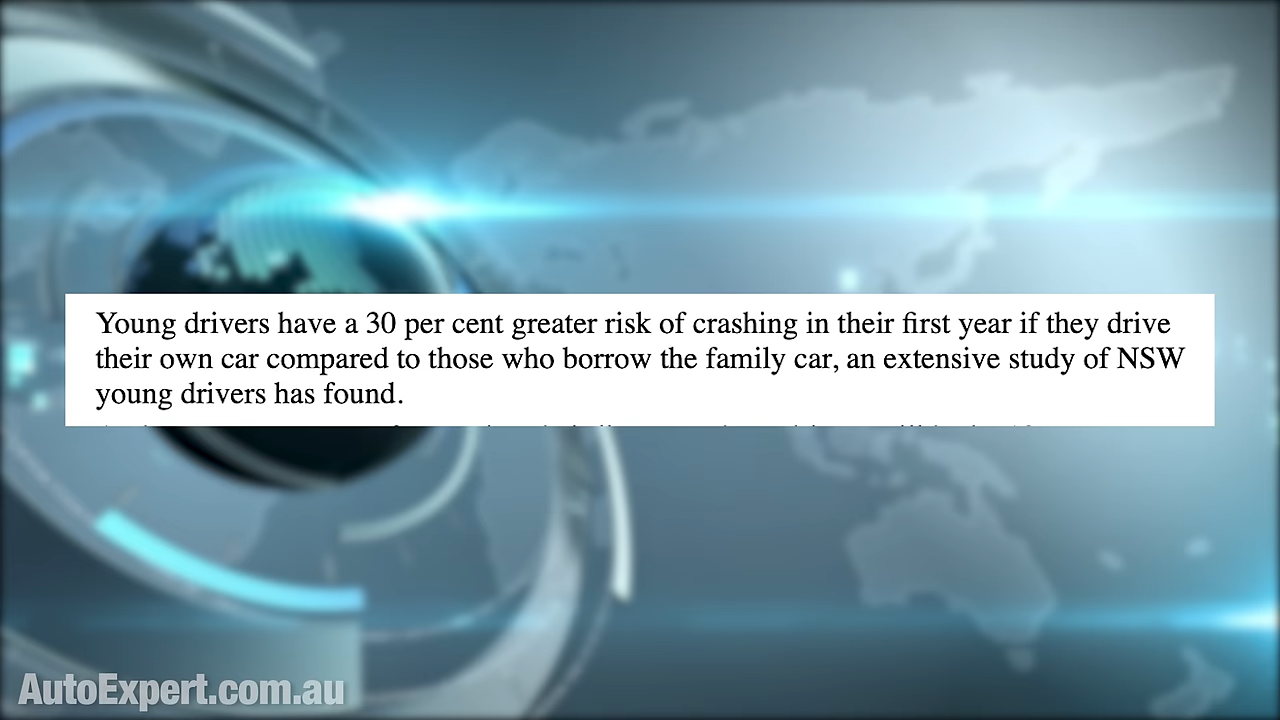 Young drivers have a 30 per cent greater risk of crashing in their first year if they drive
their own car compared to those who borrow the family car, an extensive study of NSW
young drivers has found.
AutoExpert.com.au